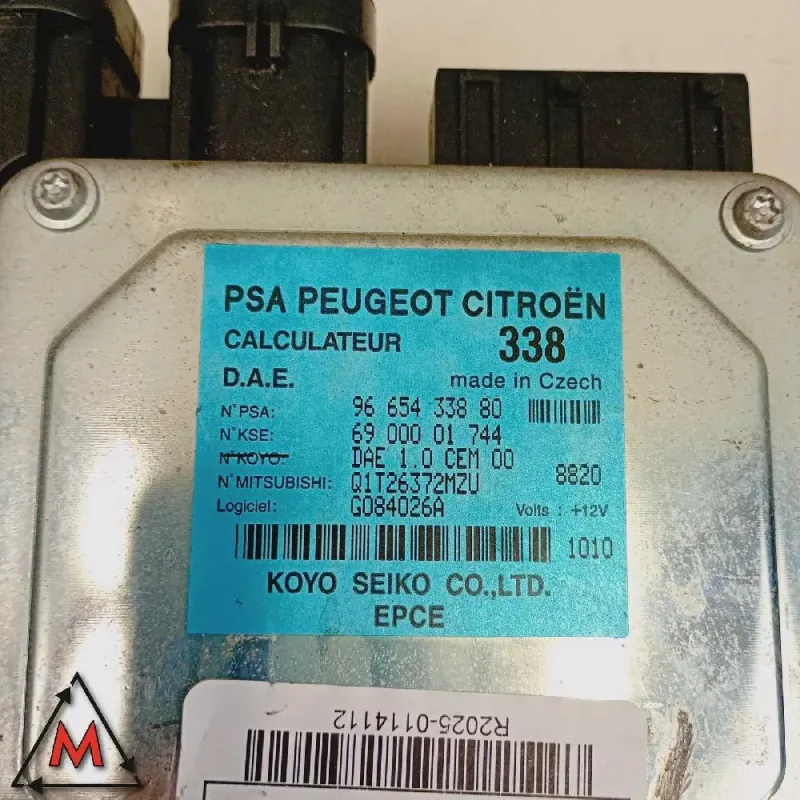 PSA PEUGEOT CITROËN
CALCULATEUR 338
D.A.E. made in Czech
N°PSA: 96 654 338 80
N°KSE: 69 000 01 744
N°KOYO: DAE 1.0 CEM 00
N°MITSUBISHI: Q1T26372MZU 8820
Logiciel: G084026A Volts : +12V
1010
KOYO SEIKO CO.,LTD.
EPCE
R2025-0114112
M